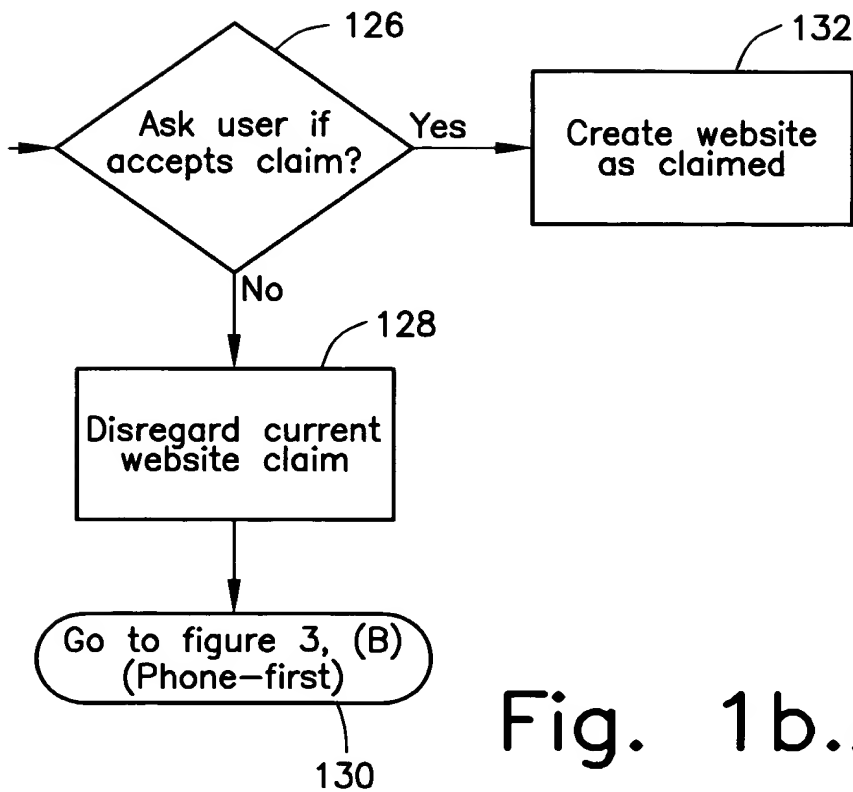 126
132
Ask user if
accepts claim?
Yes
Create website
as claimed
No
128
Disregard current
website claim
Go to figure 3, (B)
(Phone-first)
130
Fig. 1b.